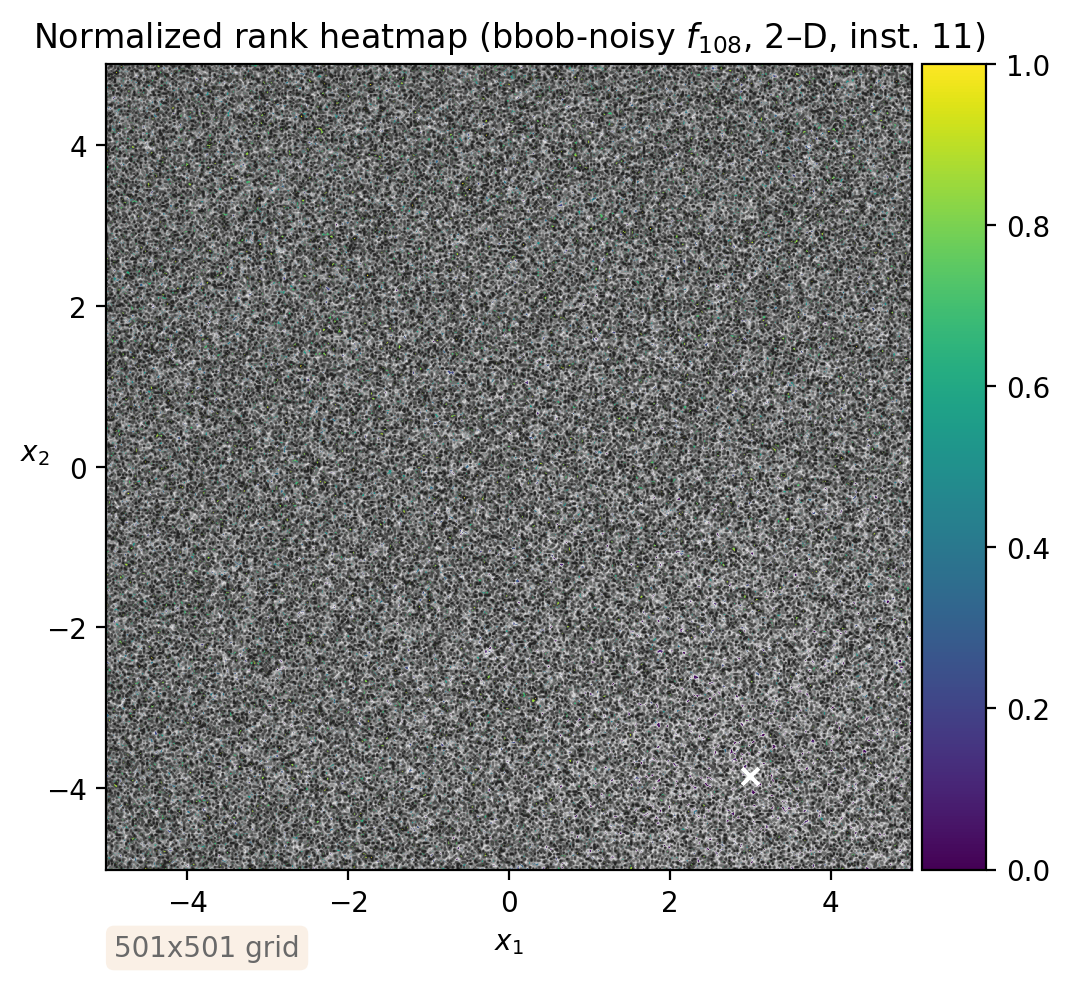 Normalized rank heatmap (bbob-noisy f₁₀₈, 2–D, inst. 11)
1.0
0.8
0.6
0.4
0.2
0.0
4
2
0
−2
−4
x₂
−4 −2 0 2 4
x₁
501x501 grid